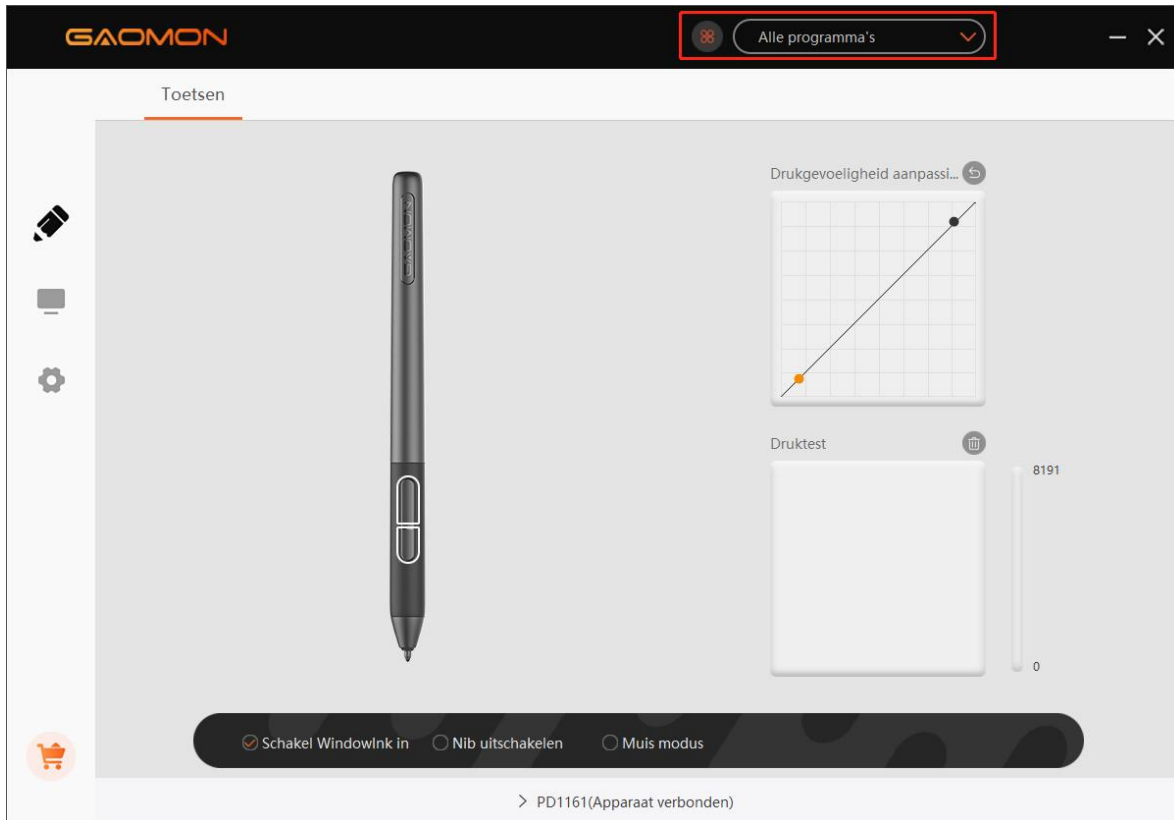 GAOMON
Alle programma's
Toetsen
GAOMON
Drukgevoeligheid aanpassi...
Druktest
8191
0
Schakel WindowInk in
Nib uitschakelen
Muis modus
PD1161(Apparaat verbonden)